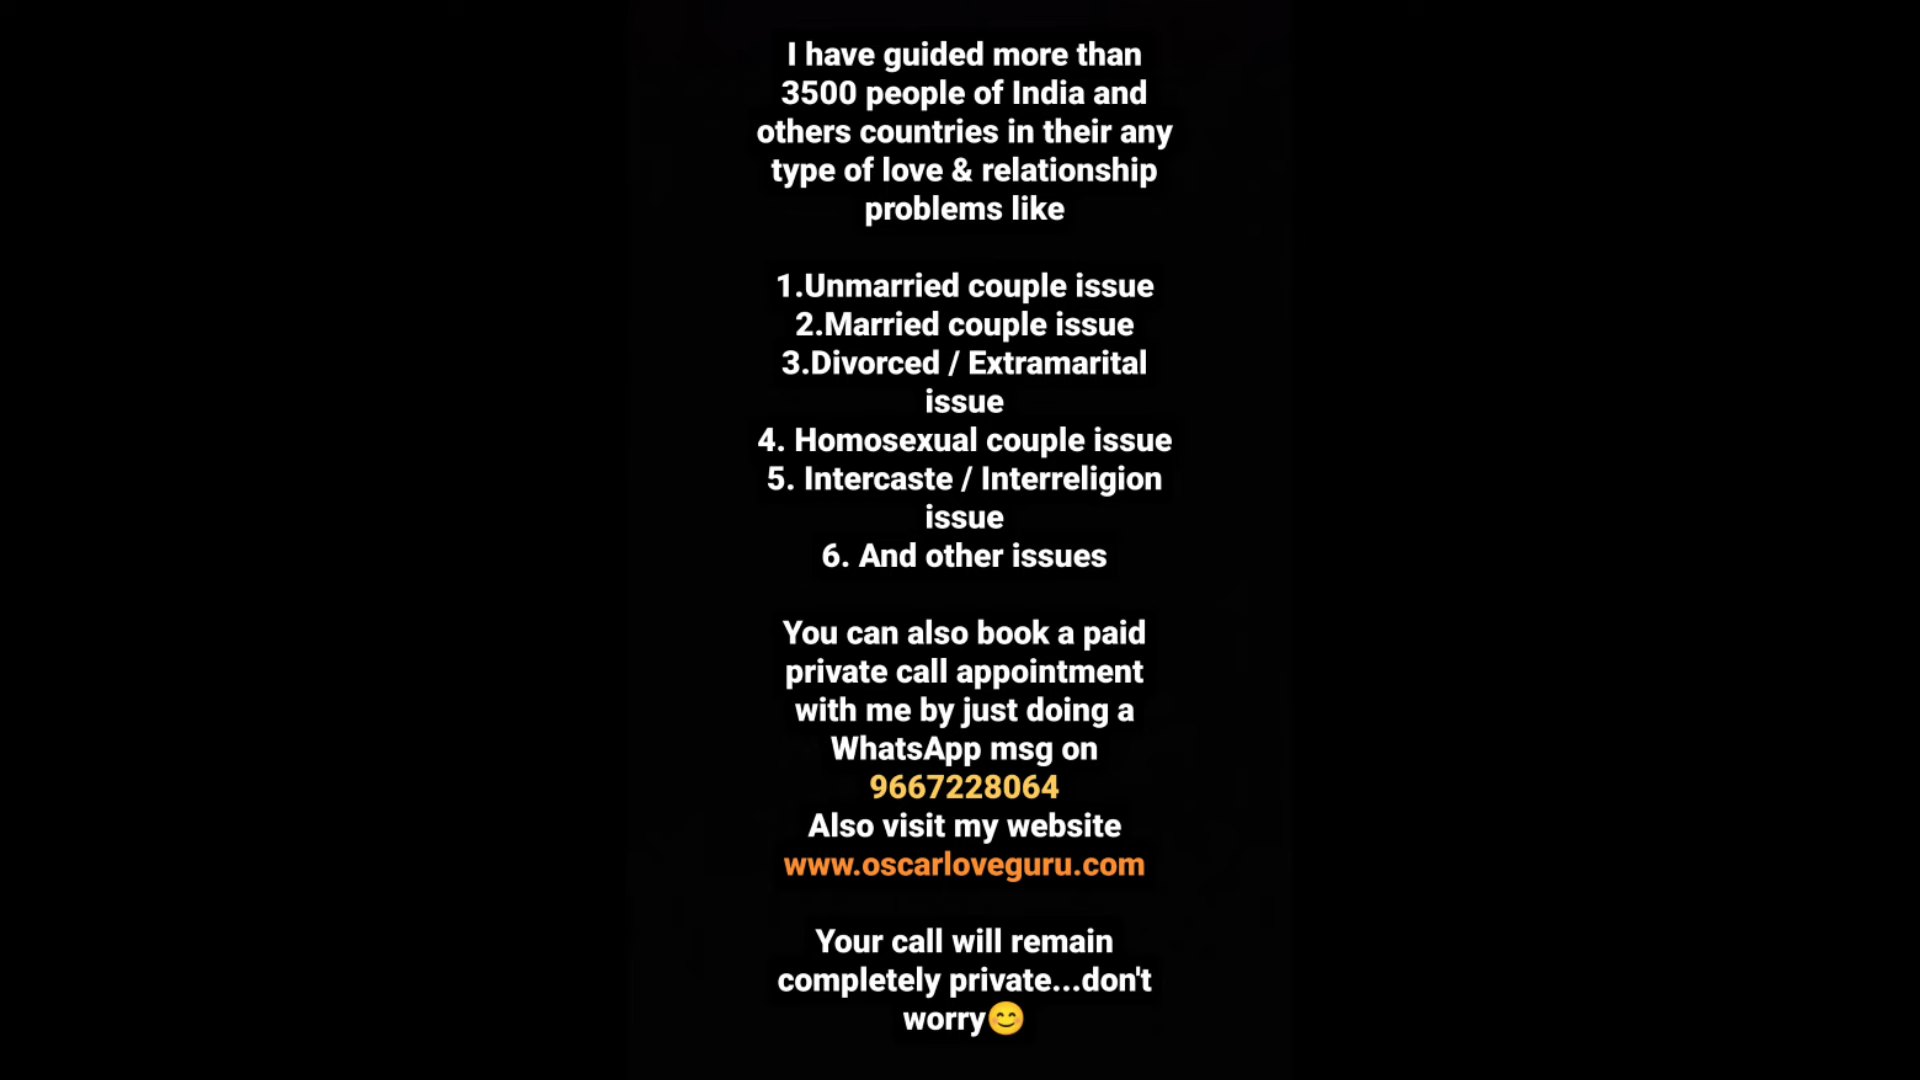 I have guided more than
3500 people of India and
others countries in their any
type of love & relationship
problems like
1.Unmarried couple issue
2.Married couple issue
3.Divorced / Extramarital
issue
4. Homosexual couple issue
5. Intercaste / Interreligion
issue
6. And other issues
You can also book a paid
private call appointment
with me by just doing a
WhatsApp msg on
9667228064
Also visit my website
www.oscarloveguru.com
Your call will remain
completely private...don't
worry😊